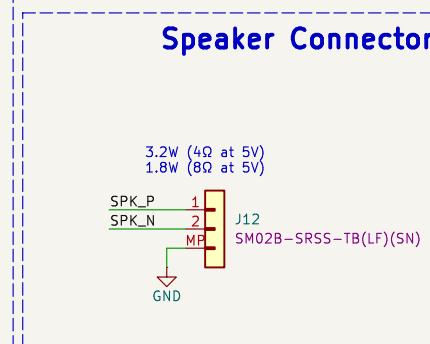 Speaker Connector
3.2W (4Ω at 5V)
1.8W (8Ω at 5V)
SPK_P 1
SPK_N 2
MP
J12
SM02B-SRSS-TB(LF)(SN)
GND